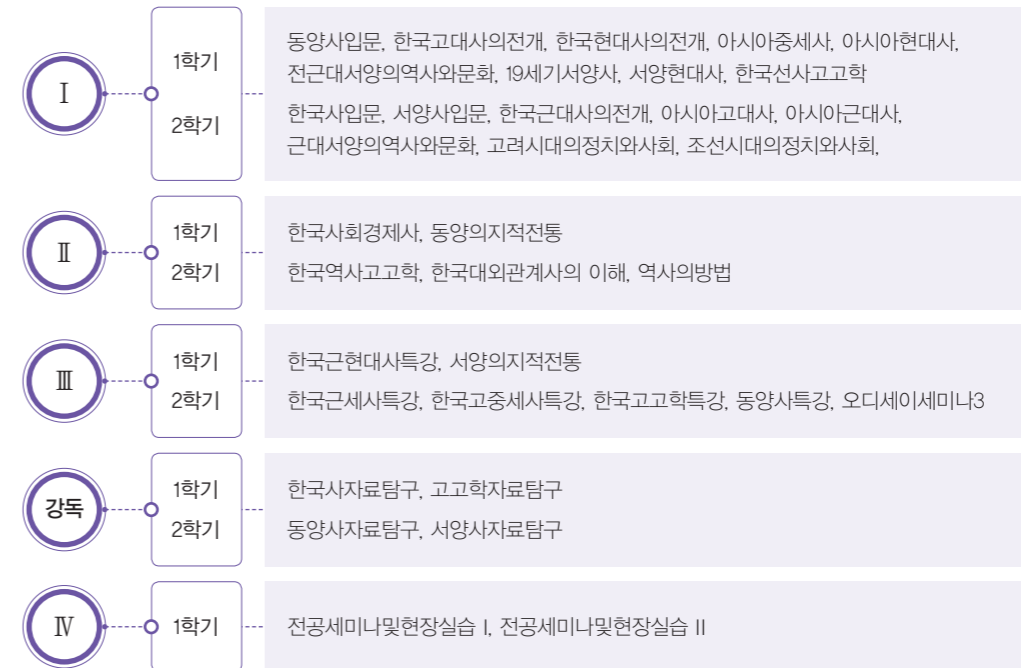 Ⅰ
1학기
동양사입문, 한국고대사의전개, 한국현대사의전개, 아시아중세사, 아시아현대사,
전근대서양의역사와문화, 19세기서양사, 서양현대사, 한국선사고고학
2학기
한국사입문, 서양사입문, 한국근대사의전개, 아시아고대사, 아시아근대사,
근대서양의역사와문화, 고려시대의정치와사회, 조선시대의정치와사회,
Ⅱ
1학기
한국사회경제사, 동양의지적전통
2학기
한국역사고고학, 한국대외관계사의 이해, 역사의방법
Ⅲ
1학기
한국근현대사특강, 서양의지적전통
2학기
한국근세사특강, 한국고중세사특강, 한국고고학특강, 동양사특강, 오디세이세미나3
강독
1학기
한국사자료탐구, 고고학자료탐구
2학기
동양사자료탐구, 서양사자료탐구
Ⅳ
1학기
전공세미나및현장실습 I, 전공세미나및현장실습 II